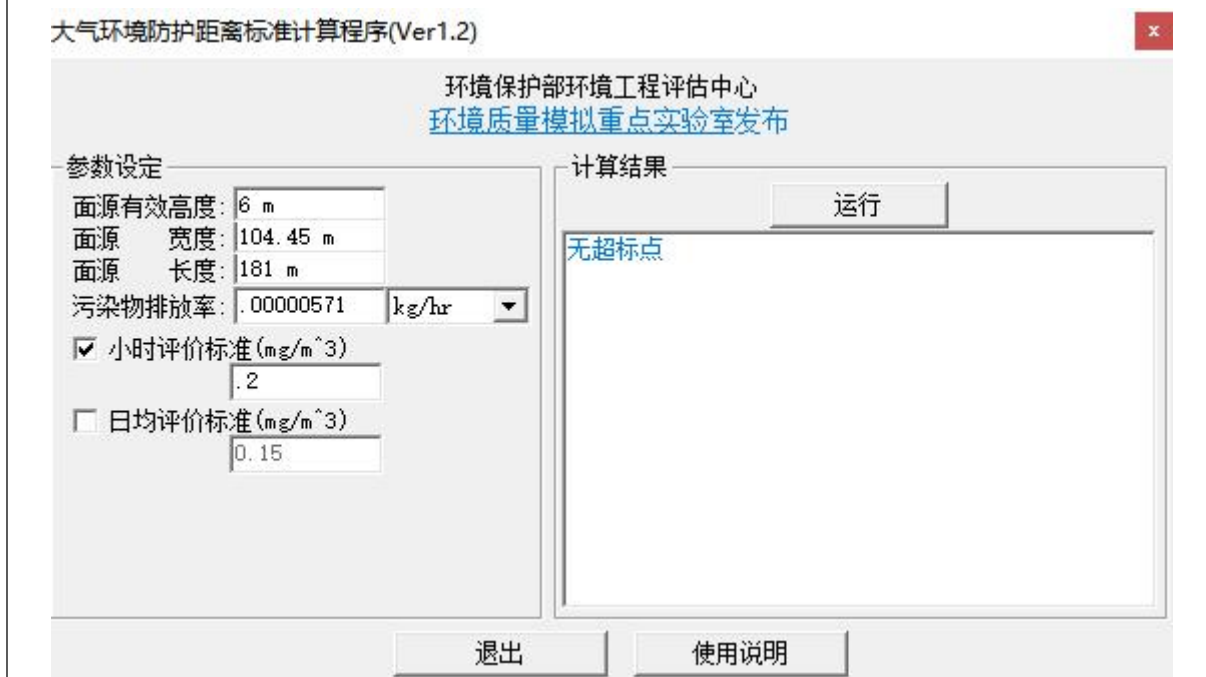 大气环境防护距离标准计算程序(Ver1.2)
x
环境保护部环境工程评估中心
环境质量模拟重点实验室发布
参数设定
面源有效高度: 6 m
面源 宽度: 104.45 m
面源 长度: 181 m
污染物排放率: .00000571 kg/hr
小时评价标准(mg/m^3)
.2
日均评价标准(mg/m^3)
0.15
计算结果
运行
无超标点
退出 使用说明